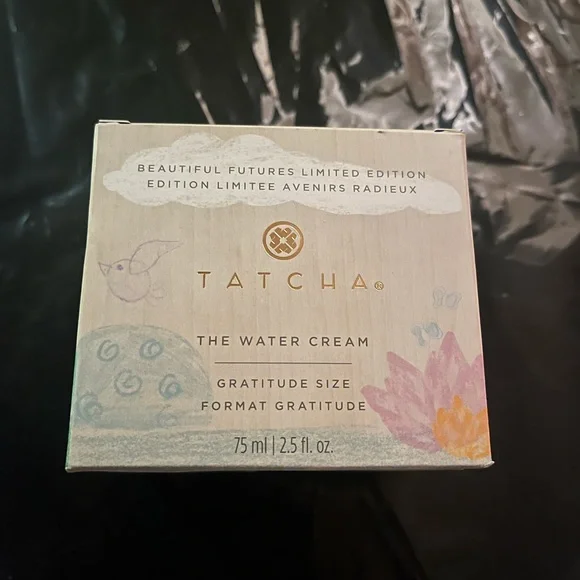 BEAUTIFUL FUTURES LIMITED EDITION
EDITION LIMITEE AVENIRS RADIEUX
TATCHA®
THE WATER CREAM
GRATITUDE SIZE
FORMAT GRATITUDE
75 ml | 2.5 fl. oz.